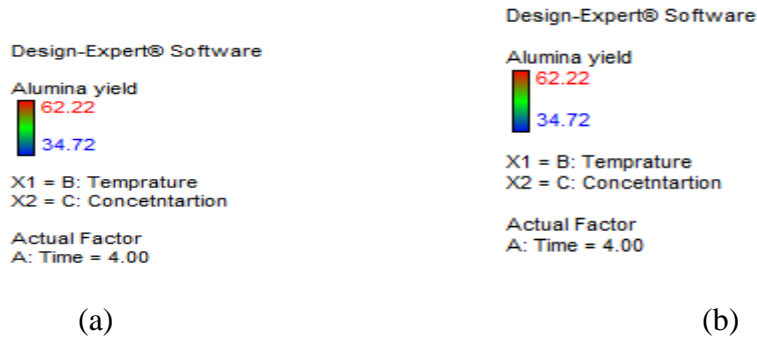 Design-Expert® Software
Alumina yield
62.22
34.72
X1 = B: Temprature
X2 = C: Concetntartion
Actual Factor
A: Time = 4.00
(a)
Design-Expert® Software
Alumina yield
62.22
34.72
X1 = B: Temprature
X2 = C: Concetntartion
Actual Factor
A: Time = 4.00
(b)